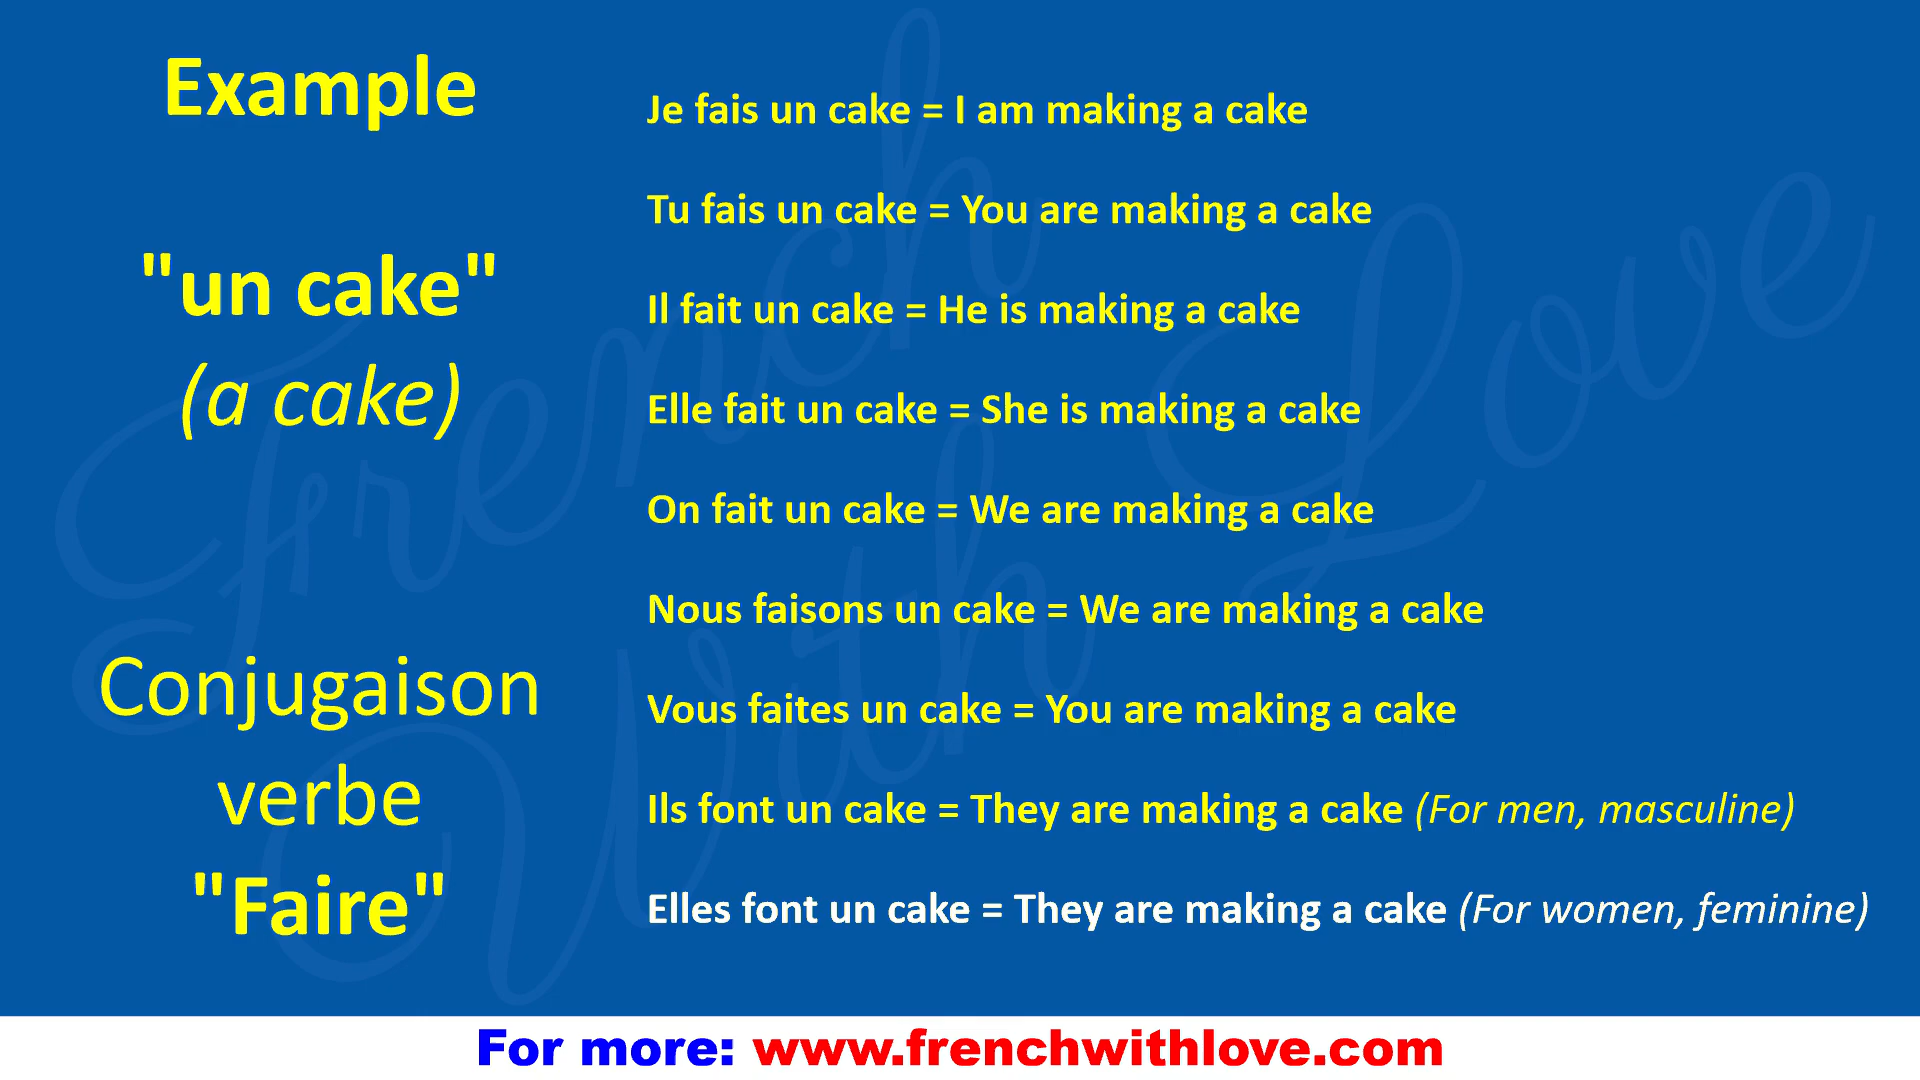 Example
"un cake"
(a cake)
Conjugaison
verbe
"Faire"
Je fais un cake = I am making a cake
Tu fais un cake = You are making a cake
Il fait un cake = He is making a cake
Elle fait un cake = She is making a cake
On fait un cake = We are making a cake
Nous faisons un cake = We are making a cake
Vous faites un cake = You are making a cake
Ils font un cake = They are making a cake (For men, masculine)
Elles font un cake = They are making a cake (For women, feminine)
French With Love
For more: www.frenchwithlove.com